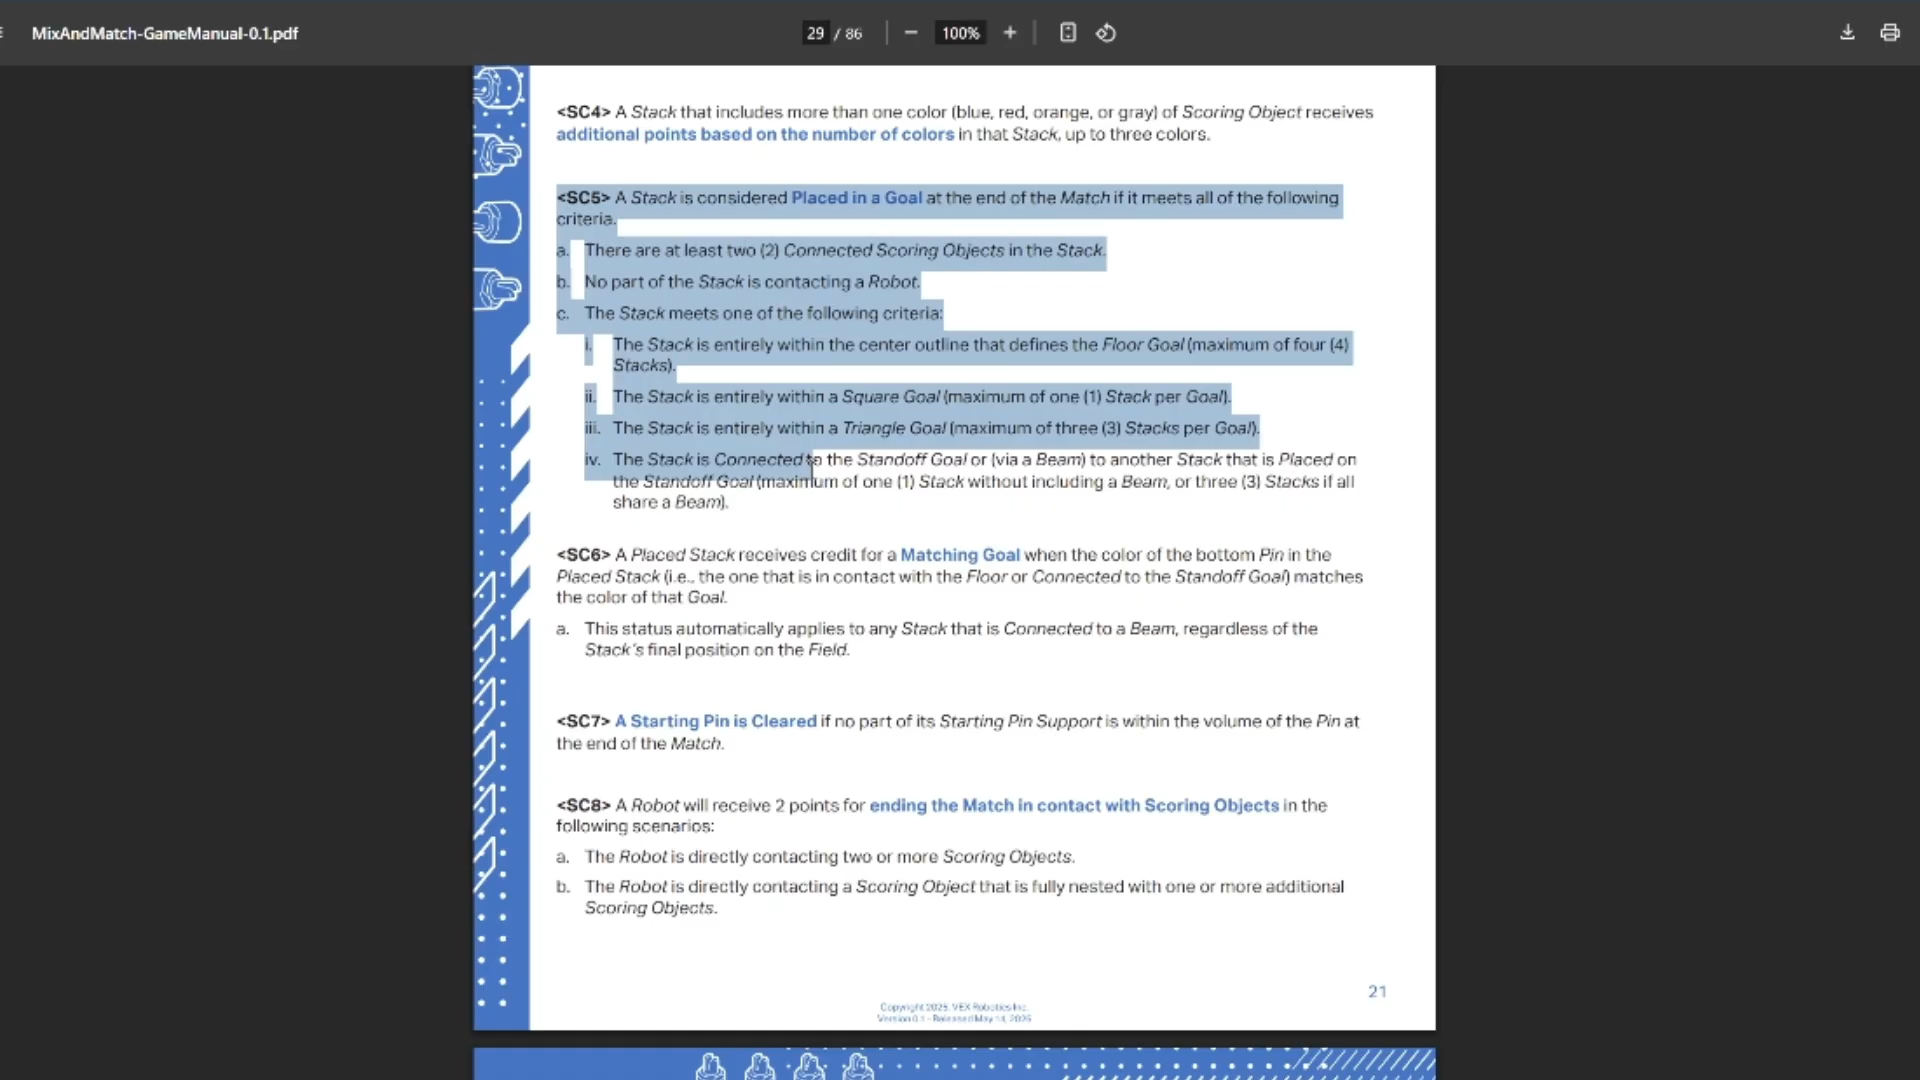 MixAndMatch-GameManual-0.1.pdf
29 / 86
100%
<SC4> A Stack that includes more than one color (blue, red, orange, or gray) of Scoring Object receives
additional points based on the number of colors in that Stack, up to three colors.
<SC5> A Stack is considered Placed in a Goal at the end of the Match if it meets all of the following
criteria.
a. There are at least two (2) Connected Scoring Objects in the Stack.
b. No part of the Stack is contacting a Robot.
c. The Stack meets one of the following criteria:
i. The Stack is entirely within the center outline that defines the Floor Goal (maximum of four (4)
Stacks).
ii. The Stack is entirely within a Square Goal (maximum of one (1) Stack per Goal).
iii. The Stack is entirely within a Triangle Goal (maximum of three (3) Stacks per Goal).
iv. The Stack is Connected to the Standoff Goal or (via a Beam) to another Stack that is Placed on
the Standoff Goal (maximum of one (1) Stack without including a Beam, or three (3) Stacks if all
share a Beam).
<SC6> A Placed Stack receives credit for a Matching Goal when the color of the bottom Pin in the
Placed Stack (i.e., the one that is in contact with the Floor or Connected to the Standoff Goal) matches
the color of that Goal.
a. This status automatically applies to any Stack that is Connected to a Beam, regardless of the
Stack's final position on the Field.
<SC7> A Starting Pin is Cleared if no part of its Starting Pin Support is within the volume of the Pin at
the end of the Match.
<SC8> A Robot will receive 2 points for ending the Match in contact with Scoring Objects in the
following scenarios:
a. The Robot is directly contacting two or more Scoring Objects.
b. The Robot is directly contacting a Scoring Object that is fully nested with one or more additional
Scoring Objects.
21
Copyright 2025, VEX Robotics Inc.
Version 0.1 - Released May 14, 2025